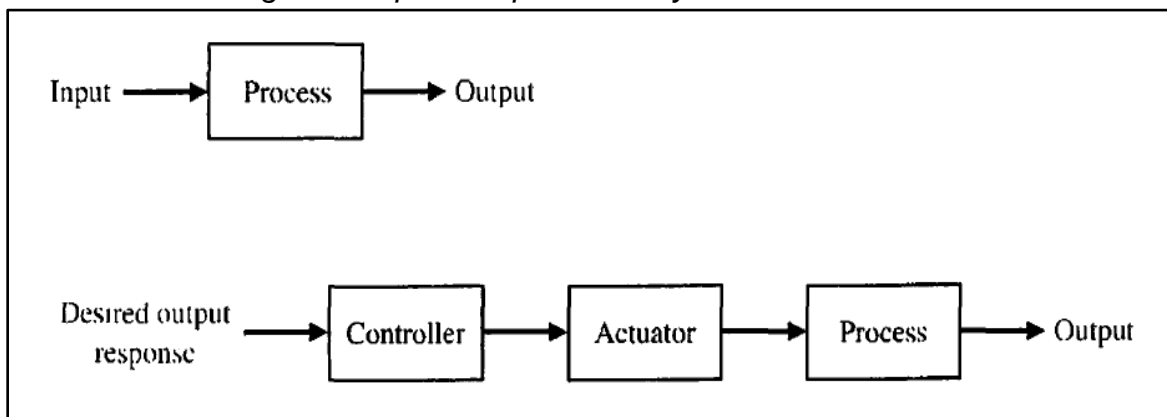 Input
Process
Output
Desired output
response
Controller
Actuator
Process
Output